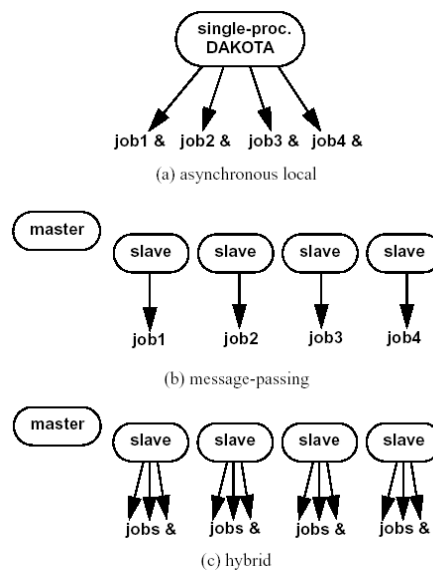 single-proc.
DAKOTA
job1 & job2 & job3 & job4 &
(a) asynchronous local
master
slave slave slave slave
job1 job2 job3 job4
(b) message-passing
master
slave slave slave slave
jobs & jobs & jobs & jobs &
(c) hybrid